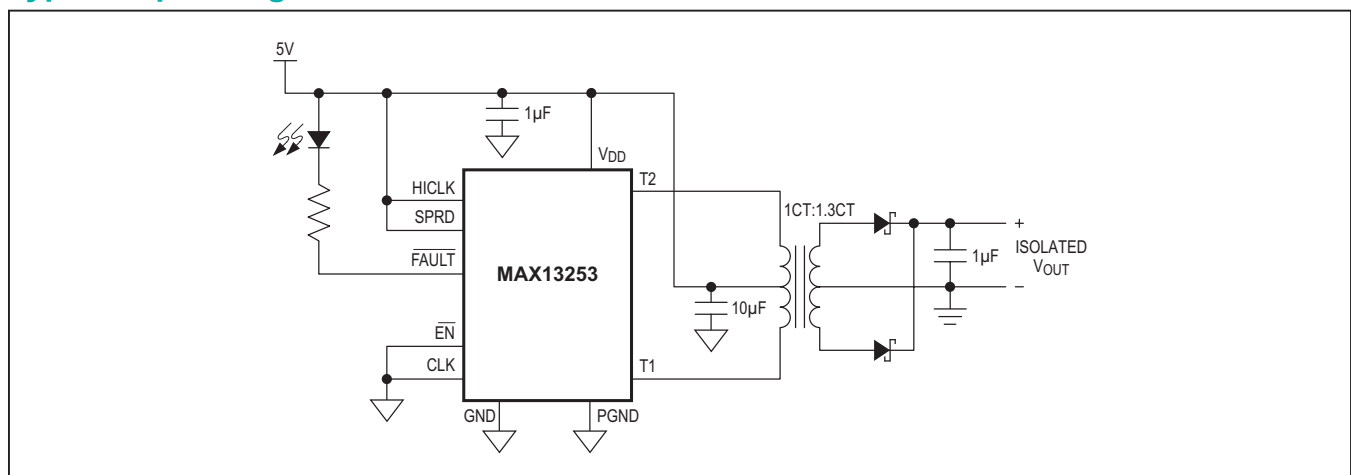 5V
1µF
VDD
HICLK
SPRD
FAULT
EN
CLK
GND
PGND
MAX13253
T2
T1
10µF
1CT:1.3CT
1µF
+
ISOLATED
VOUT
–